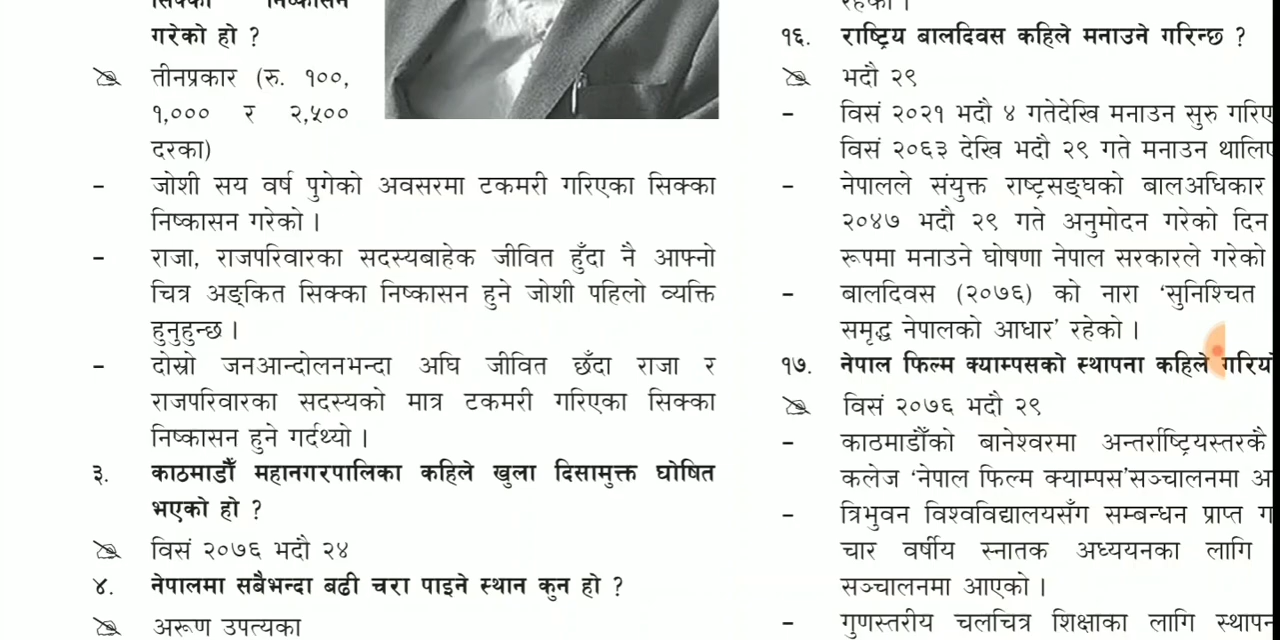 गरेको हो ?
तीनप्रकार (रु. १००,
१,००० र २,५००
दरका)
– जोशी सय वर्ष पुगेको अवसरमा टकमरी गरिएका सिक्का
निष्कासन गरेको ।
– राजा, राजपरिवारका सदस्यबाहेक जीवित हुँदा नै आफ्नो
चित्र अङ्कित सिक्का निष्कासन हुने जोशी पहिलो व्यक्ति
हुनुहुन्छ ।
– दोस्रो जनआन्दोलनभन्दा अघि जीवित छँदा राजा र
राजपरिवारका सदस्यको मात्र टकमरी गरिएका सिक्का
निष्कासन हुने गर्दथ्यो ।
३. काठमाडौँ महानगरपालिका कहिले खुला दिसामुक्त घोषित
भएको हो ?
विसं २०७६ भदौ २४
४. नेपालमा सबैभन्दा बढी चरा पाइने स्थान कुन हो ?
अरूण उपत्यका
१६. राष्ट्रिय बालदिवस कहिले मनाउने गरिन्छ ?
भदौ २९
– विसं २०२१ भदौ ४ गतेदेखि मनाउन सुरु गरिए
विसं २०६३ देखि भदौ २९ गते मनाउन थालिए
– नेपालले संयुक्त राष्ट्रसङ्घको बालअधिकार
२०४७ भदौ २९ गते अनुमोदन गरेको दिन
रूपमा मनाउने घोषणा नेपाल सरकारले गरेको
– बालदिवस (२०७६) को नारा ‘सुनिश्चित
समृद्ध नेपालको आधार’ रहेको ।
१७. नेपाल फिल्म क्याम्पसको स्थापना कहिले गरियो
विसं २०७६ भदौ २९
– काठमाडौँको बानेश्वरमा अन्तर्राष्ट्रियस्तरकै
कलेज ‘नेपाल फिल्म क्याम्पस’सञ्चालनमा आ
– त्रिभुवन विश्वविद्यालयसँग सम्बन्धन प्राप्त ग
चार वर्षीय स्नातक अध्ययनका लागि
सञ्चालनमा आएको ।
– गुणस्तरीय चलचित्र शिक्षाका लागि स्थापन